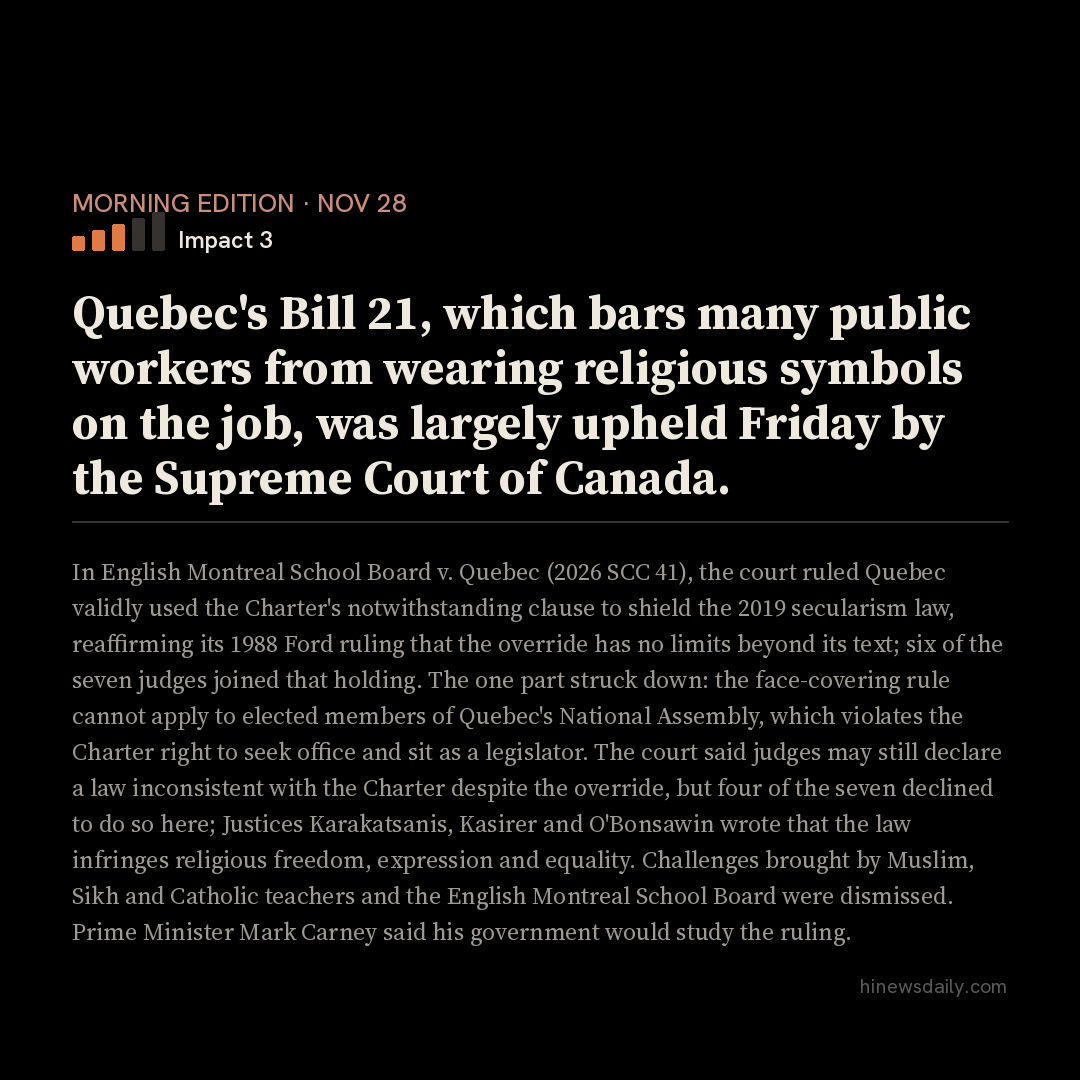 MORNING EDITION · NOV 28
Impact 3
Quebec's Bill 21, which bars many public
workers from wearing religious symbols
on the job, was largely upheld Friday by
the Supreme Court of Canada.
In English Montreal School Board v. Quebec (2026 SCC 41), the court ruled Quebec
validly used the Charter's notwithstanding clause to shield the 2019 secularism law,
reaffirming its 1988 Ford ruling that the override has no limits beyond its text; six of the
seven judges joined that holding. The one part struck down: the face-covering rule
cannot apply to elected members of Quebec's National Assembly, which violates the
Charter right to seek office and sit as a legislator. The court said judges may still declare
a law inconsistent with the Charter despite the override, but four of the seven declined
to do so here; Justices Karakatsanis, Kasirer and O'Bonsawin wrote that the law
infringes religious freedom, expression and equality. Challenges brought by Muslim,
Sikh and Catholic teachers and the English Montreal School Board were dismissed.
Prime Minister Mark Carney said his government would study the ruling.
hinewsdaily.com